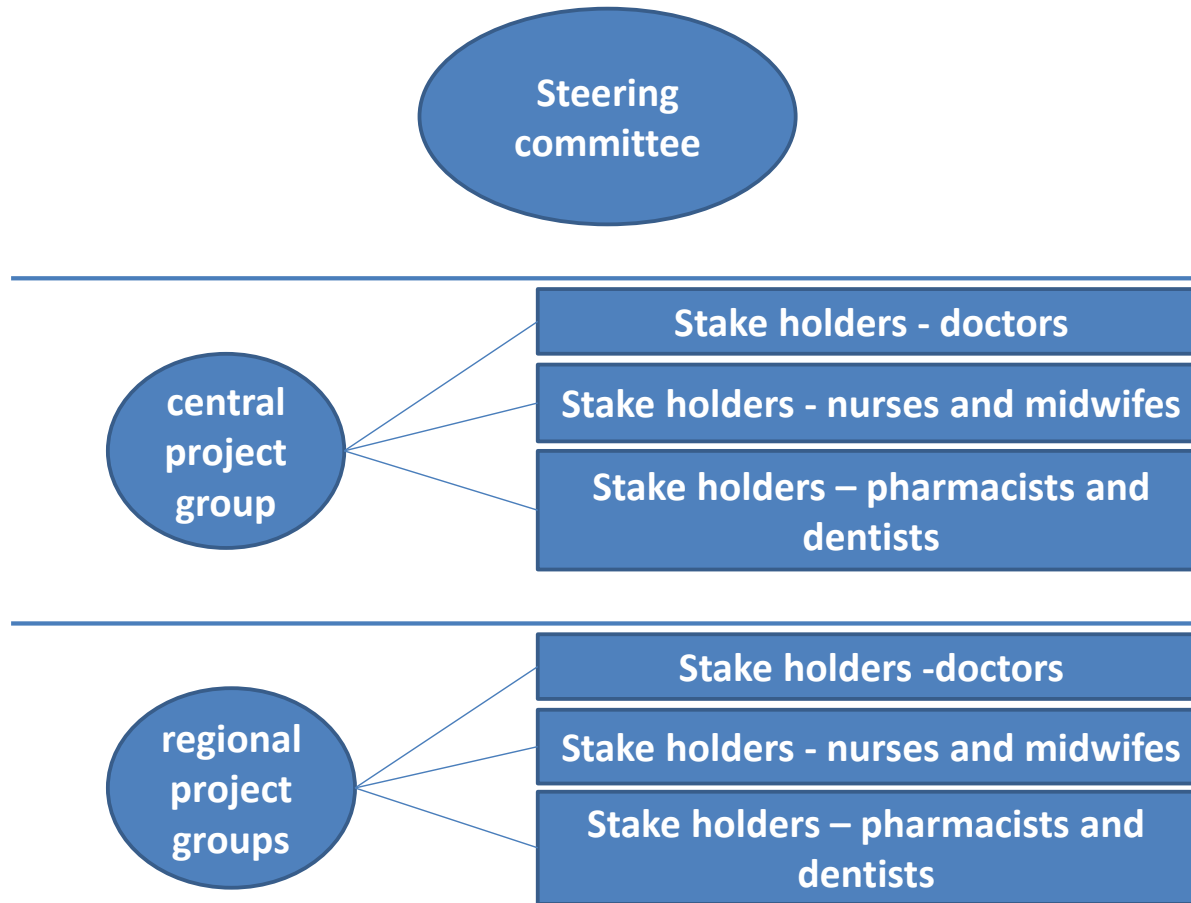 Steering
committee
central
project
group
Stake holders - doctors
Stake holders - nurses and midwifes
Stake holders – pharmacists and
dentists
regional
project
groups
Stake holders -doctors
Stake holders - nurses and midwifes
Stake holders – pharmacists and
dentists